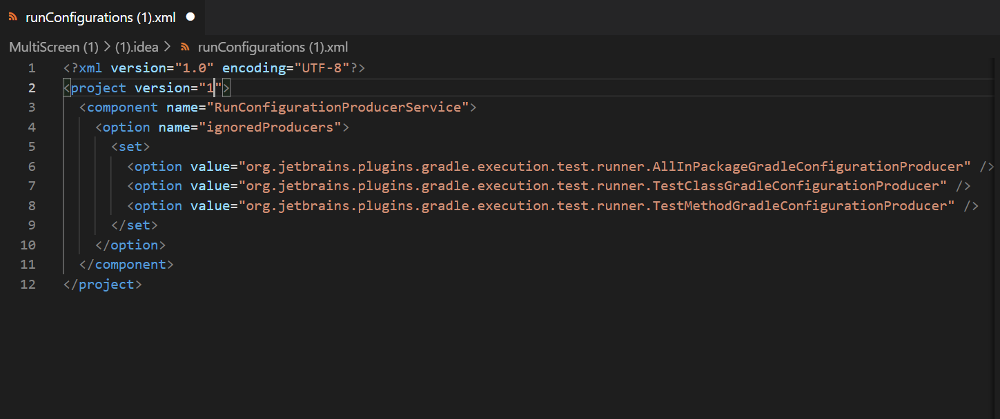 runConfigurations (1).xml
MultiScreen (1) > (1).idea > runConfigurations (1).xml
1 <?xml version="1.0" encoding="UTF-8"?>
2 <project version="1">
3 <component name="RunConfigurationProducerService">
4 <option name="ignoredProducers">
5 <set>
6 <option value="org.jetbrains.plugins.gradle.execution.test.runner.AllInPackageGradleConfigurationProducer" />
7 <option value="org.jetbrains.plugins.gradle.execution.test.runner.TestClassGradleConfigurationProducer" />
8 <option value="org.jetbrains.plugins.gradle.execution.test.runner.TestMethodGradleConfigurationProducer" />
9 </set>
10 </option>
11 </component>
12 </project>